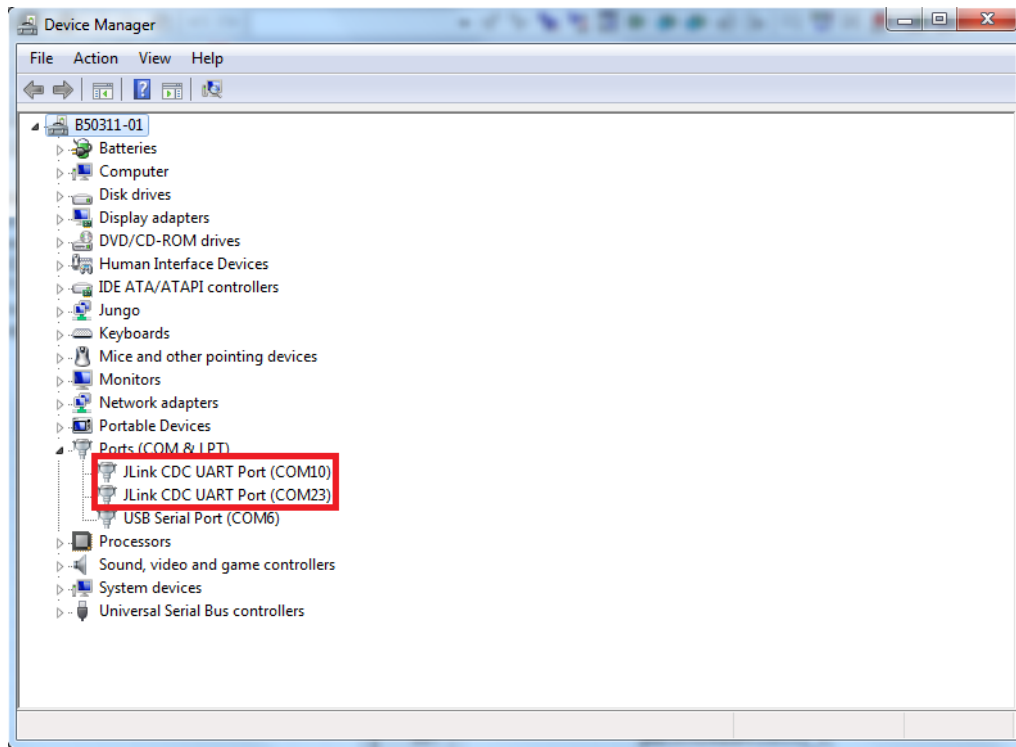 Device Manager
File Action View Help
B50311-01
Batteries
Computer
Disk drives
Display adapters
DVD/CD-ROM drives
Human Interface Devices
IDE ATA/ATAPI controllers
Jungo
Keyboards
Mice and other pointing devices
Monitors
Network adapters
Portable Devices
Ports (COM & LPT)
JLink CDC UART Port (COM10)
JLink CDC UART Port (COM23)
USB Serial Port (COM6)
Processors
Sound, video and game controllers
System devices
Universal Serial Bus controllers